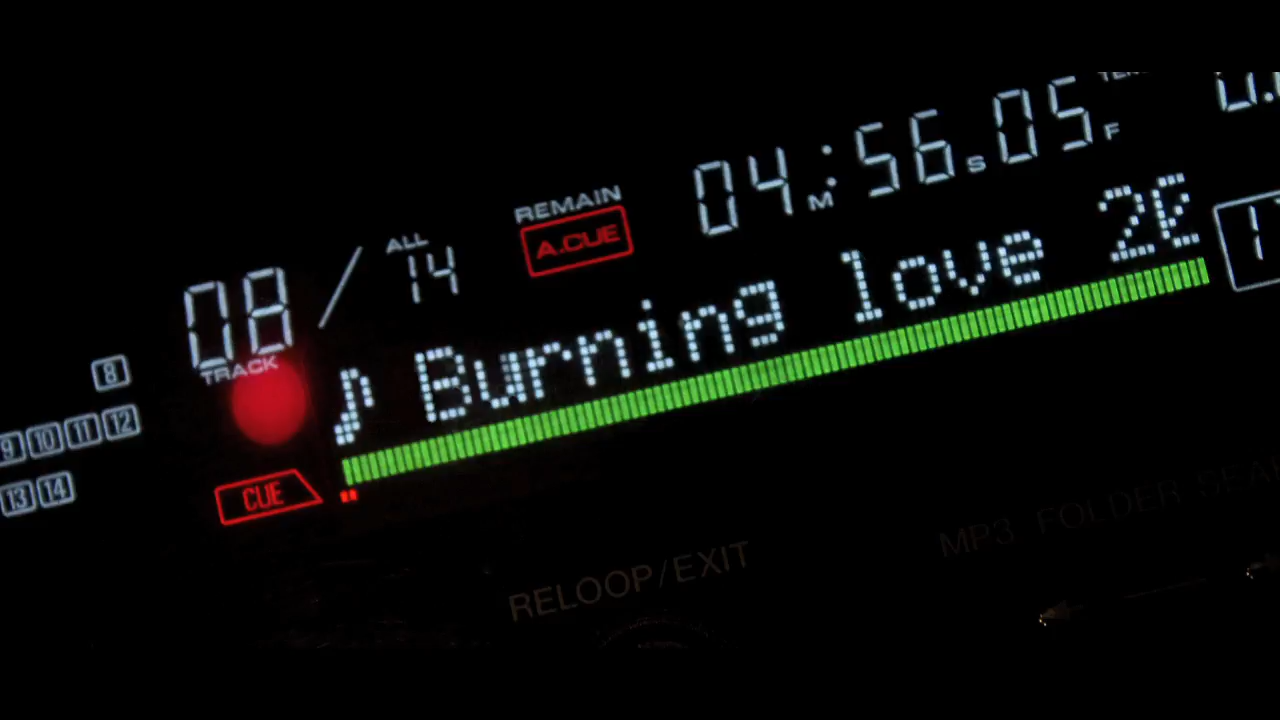 REMAIN
A.CUE
04:56.05
M S F
08/14
ALL
TRACK
♪ Burning love 2
8
9 10 11 12
13 14
CUE
RELOOP/EXIT
MP3 FOLDER